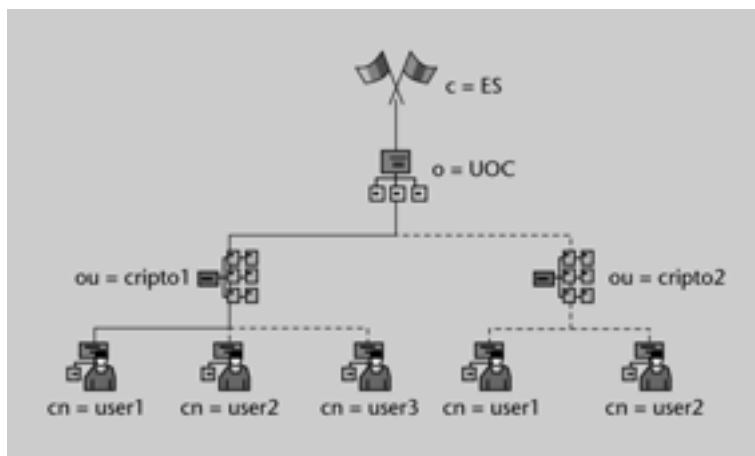 c = ES
o = UOC
ou = cripto1
ou = cripto2
cn = user1
cn = user2
cn = user3
cn = user1
cn = user2